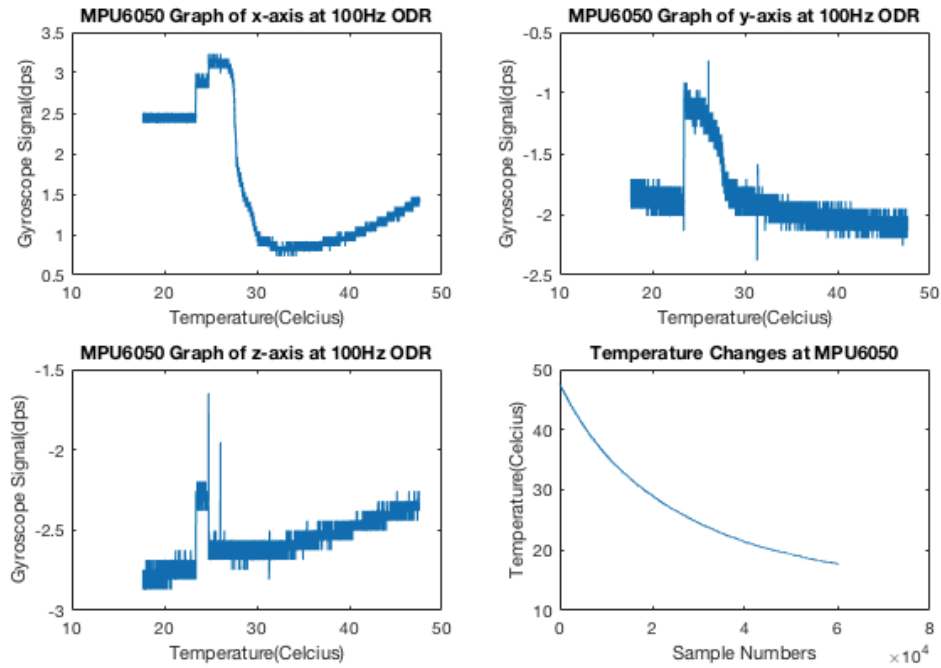 MPU6050 Graph of x-axis at 100Hz ODR
3.5
3
2.5
2
1.5
1
0.5
10 20 30 40 50
Gyroscope Signal(dps)
Temperature(Celcius)
MPU6050 Graph of y-axis at 100Hz ODR
-0.5
-1
-1.5
-2
-2.5
10 20 30 40 50
Gyroscope Signal(dps)
Temperature(Celcius)
MPU6050 Graph of z-axis at 100Hz ODR
-1.5
-2
-2.5
-3
10 20 30 40 50
Gyroscope Signal(dps)
Temperature(Celcius)
Temperature Changes at MPU6050
50
40
30
20
10
0 2 4 6 8
Temperature(Celcius)
Sample Numbers
×10⁴